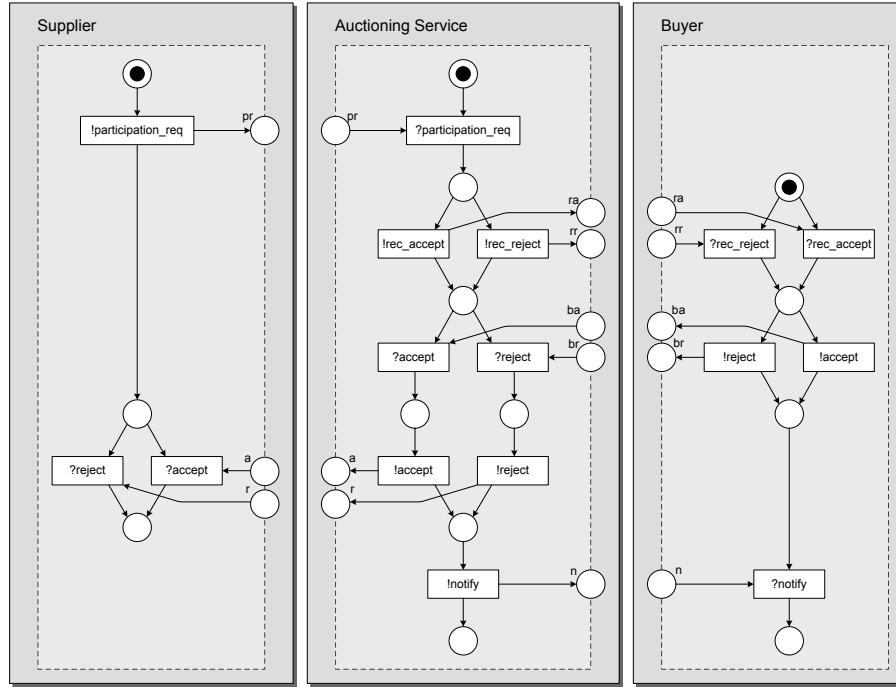 Supplier
!participation_req
pr
?reject
?accept
a
r
Auctioning Service
pr
?participation_req
ra
!rec_accept
!rec_reject
rr
ba
?accept
?reject
br
a
!accept
!reject
r
!notify
n
Buyer
ra
rr
?rec_reject
?rec_accept
ba
br
!reject
!accept
n
?notify